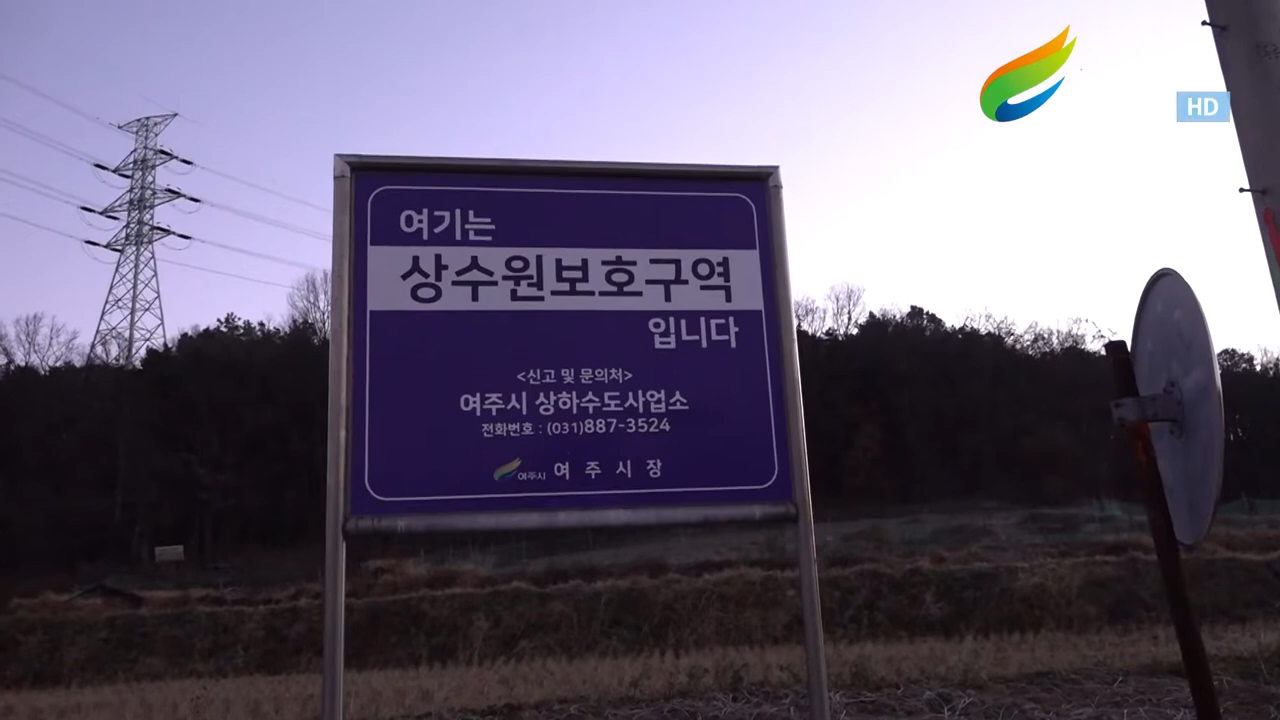 HD
여기는
상수원보호구역
입니다
<신고 및 문의처>
여주시 상하수도사업소
전화번호 : (031)887-3524
여주시 여 주 시 장